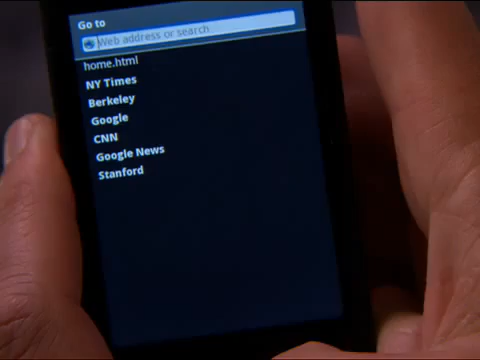 Go to
Web address or search
home.html
NY Times
Berkeley
Google
CNN
Google News
Stanford